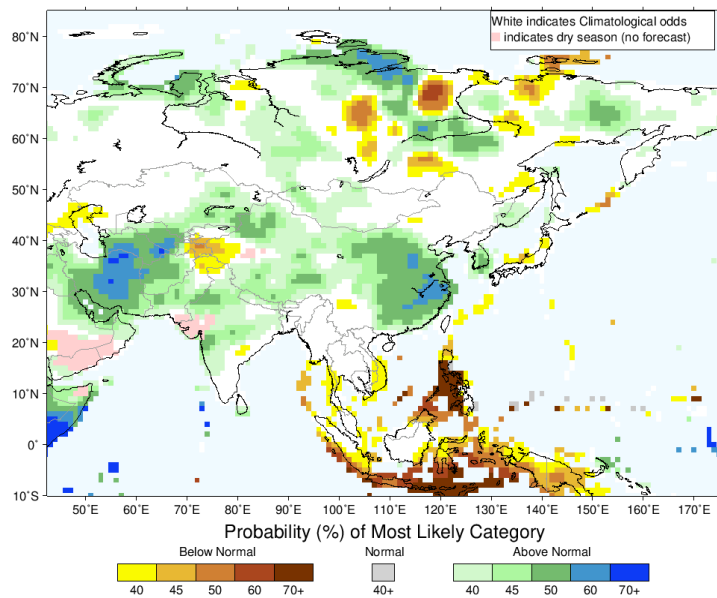 White indicates Climatological odds
indicates dry season (no forecast)
80°N
70°N
60°N
50°N
40°N
30°N
20°N
10°N
0°
10°S
50°E 60°E 70°E 80°E 90°E 100°E 110°E 120°E 130°E 140°E 150°E 160°E 170°E
Probability (%) of Most Likely Category
Below Normal Normal Above Normal
40 45 50 60 70+ 40+ 40 45 50 60 70+